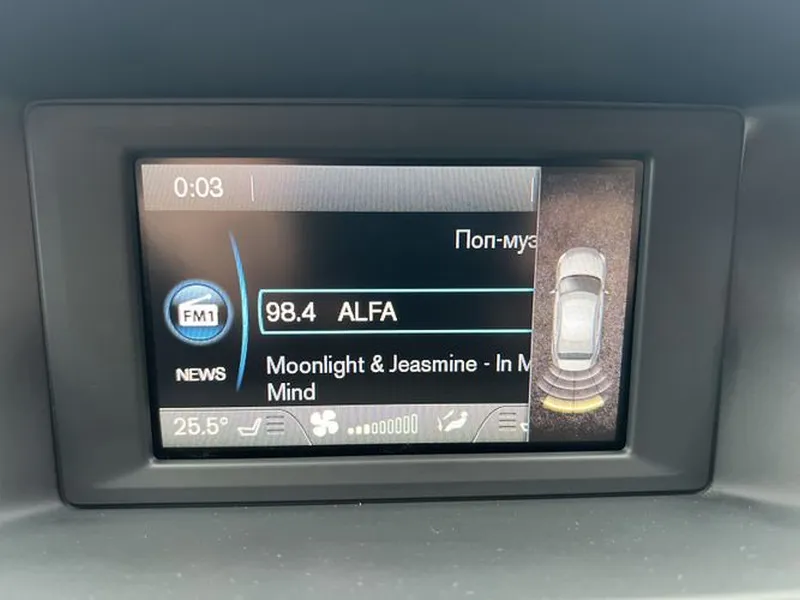 0:03
Поп-муз
98.4 ALFA
FM1
NEWS
Moonlight & Jeasmine - In M
Mind
25.5°